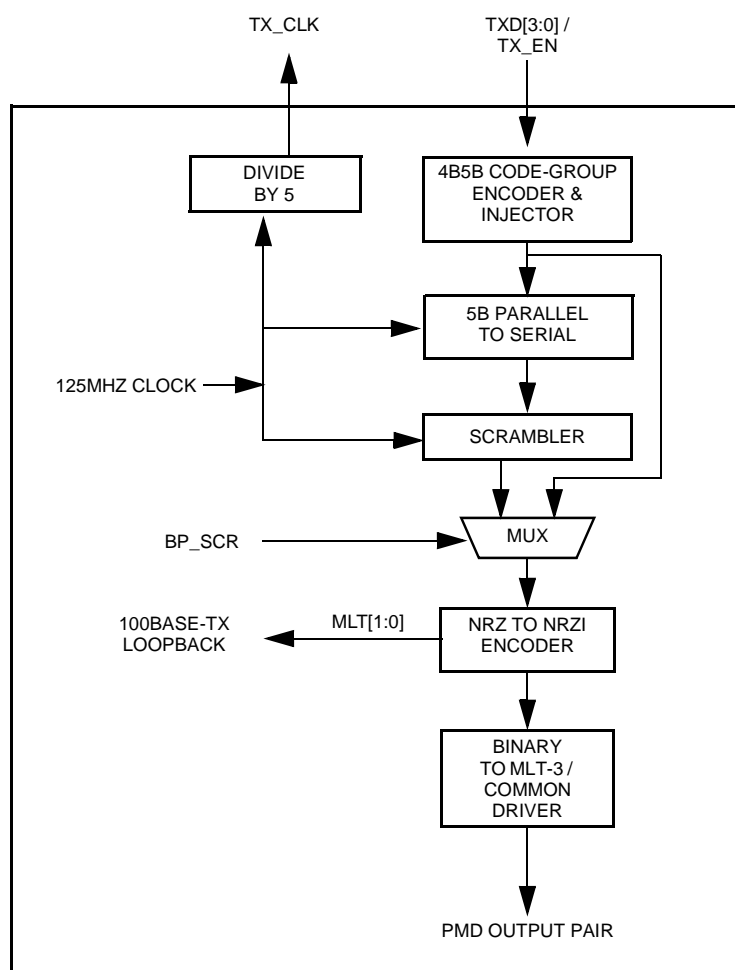 TX_CLK
TXD[3:0] /
TX_EN
DIVIDE
BY 5
4B5B CODE-GROUP
ENCODER &
INJECTOR
5B PARALLEL
TO SERIAL
125MHZ CLOCK
SCRAMBLER
BP_SCR
MUX
100BASE-TX
LOOPBACK
MLT[1:0]
NRZ TO NRZI
ENCODER
BINARY
TO MLT-3 /
COMMON
DRIVER
PMD OUTPUT PAIR